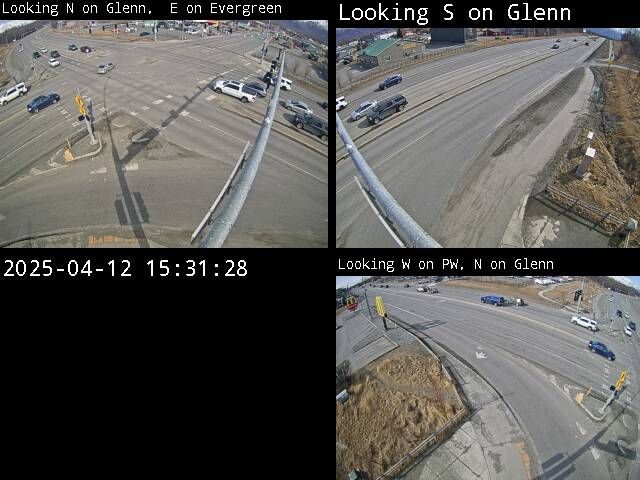 Looking N on Glenn,  E on Evergreen
Looking S on Glenn
2025-04-12 15:31:28
Looking W on PW, N on Glenn